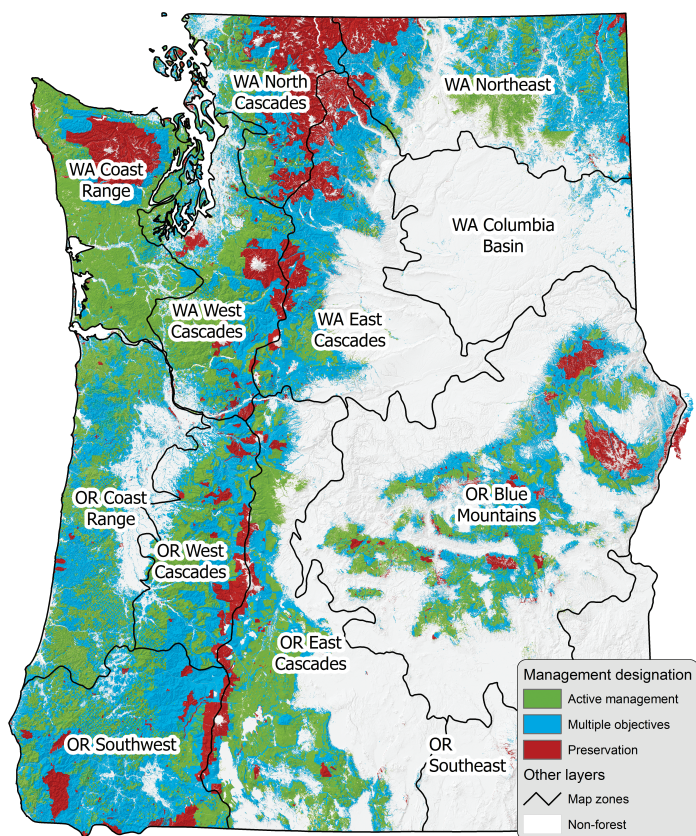 WA North
Cascades
WA Northeast
WA Coast
Range
WA Columbia
Basin
WA West
Cascades
WA East
Cascades
OR Coast
Range
OR Blue
Mountains
OR West
Cascades
OR East
Cascades
OR Southwest
OR
Southeast
Management designation
Active management
Multiple objectives
Preservation
Other layers
Map zones
Non-forest